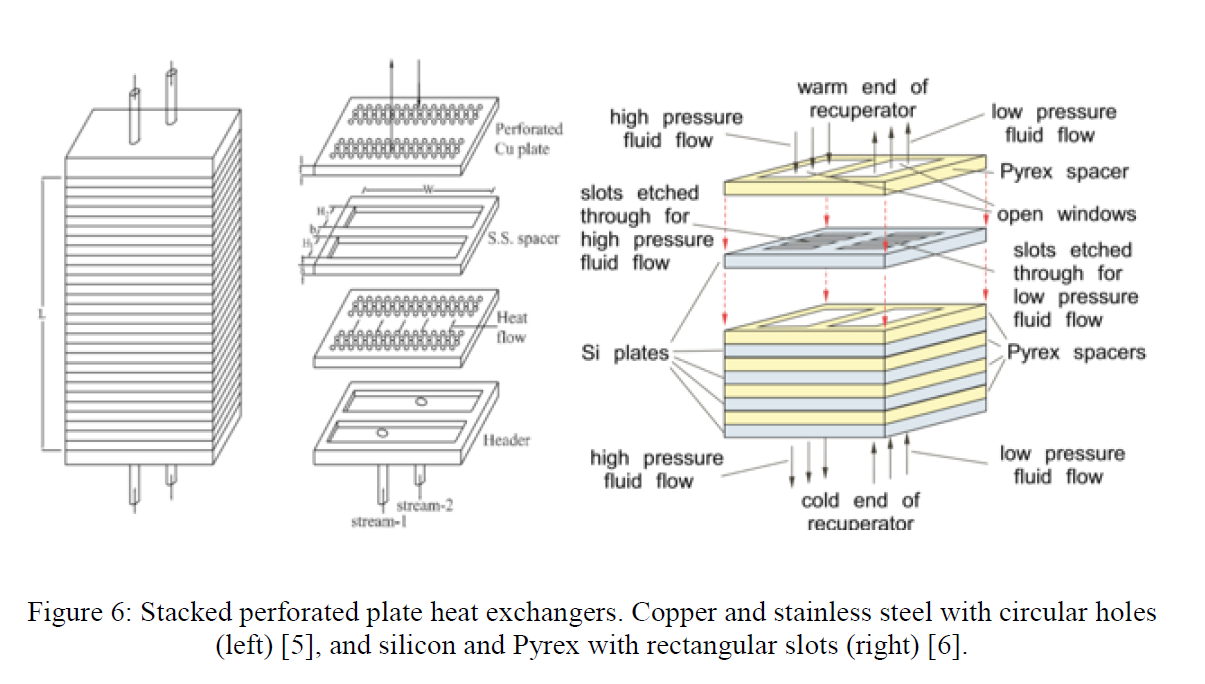 L
Perforated
Cu plate
W
H
b
H
S.S. spacer
Heat
flow
Header
stream-2
stream-1
warm end of
recuperator
high pressure
fluid flow
low pressure
fluid flow
Pyrex spacer
slots etched
through for
high pressure
fluid flow
open windows
slots etched
through for
low pressure
fluid flow
Si plates
Pyrex spacers
high pressure
fluid flow
low pressure
fluid flow
cold end of
recuperator
Figure 6: Stacked perforated plate heat exchangers. Copper and stainless steel with circular holes
(left) [5], and silicon and Pyrex with rectangular slots (right) [6].